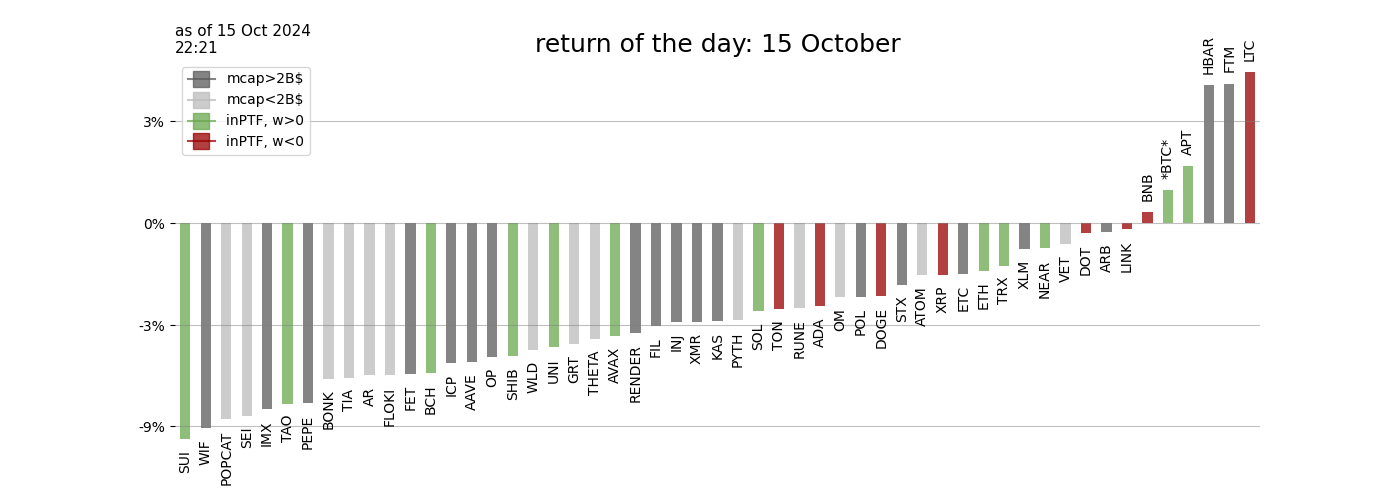 as of 15 Oct 2024
22:21
return of the day: 15 October
mcap>2B$
mcap<2B$
inPTF, w>0
inPTF, w<0
3%
0%
-3%
-9%
SUI
WIF
POPCAT
SEI
IMX
TAO
PEPE
BONK
TIA
AR
FLOKI
FET
BCH
ICP
AAVE
OP
SHIB
WLD
UNI
GRT
THETA
AVAX
RENDER
FIL
INJ
XMR
KAS
PYTH
SOL
TON
RUNE
ADA
OM
POL
DOGE
STX
ATOM
XRP
ETC
ETH
TRX
XLM
NEAR
VET
DOT
ARB
LINK
BNB
*BTC*
APT
HBAR
FTM
LTC